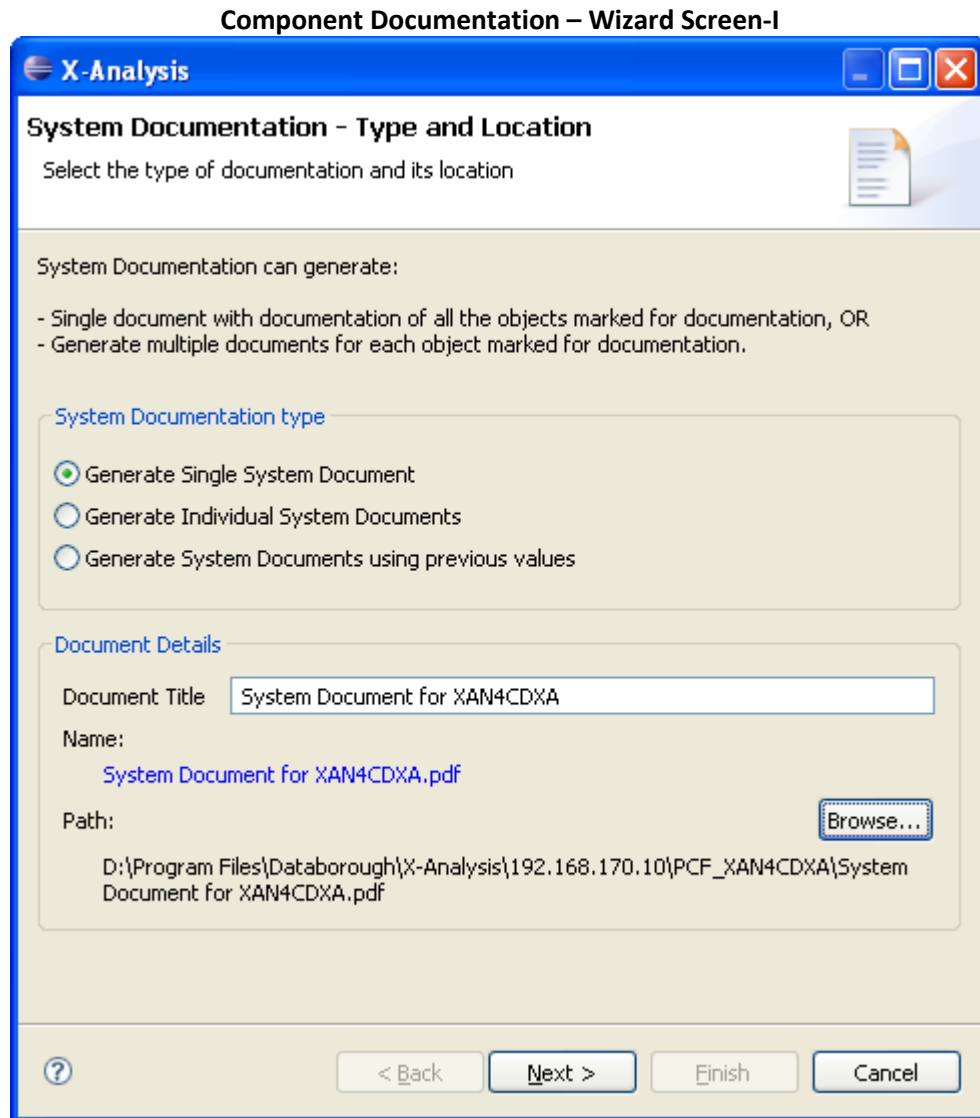 Component Documentation – Wizard Screen-I
X-Analysis
System Documentation - Type and Location
Select the type of documentation and its location
System Documentation can generate:
- Single document with documentation of all the objects marked for documentation, OR
- Generate multiple documents for each object marked for documentation.
System Documentation type
Generate Single System Document
Generate Individual System Documents
Generate System Documents using previous values
Document Details
Document Title System Document for XAN4CDXA
Name:
System Document for XAN4CDXA.pdf
Path: Browse...
D:\Program Files\Databorough\X-Analysis\192.168.170.10\PCF_XAN4CDXA\System
Document for XAN4CDXA.pdf
? < Back Next > Finish Cancel